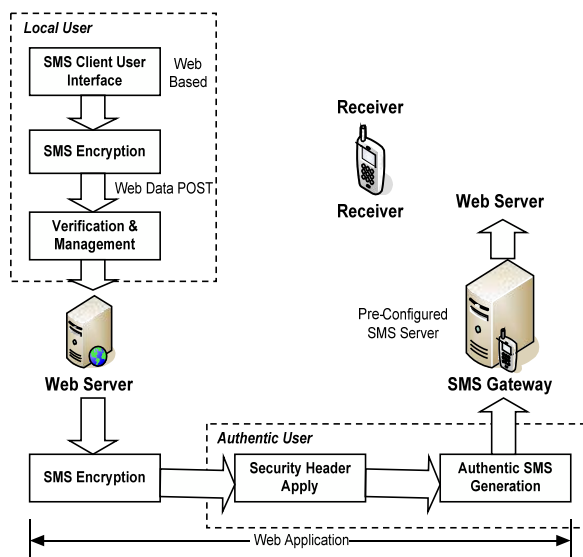 Local User
SMS Client User
Interface
Web
Based
SMS Encryption
Web Data POST
Verification &
Management
Web Server
SMS Encryption
Receiver
Receiver
Web Server
Pre-Configured
SMS Server
SMS Gateway
Authentic User
Security Header
Apply
Authentic SMS
Generation
Web Application